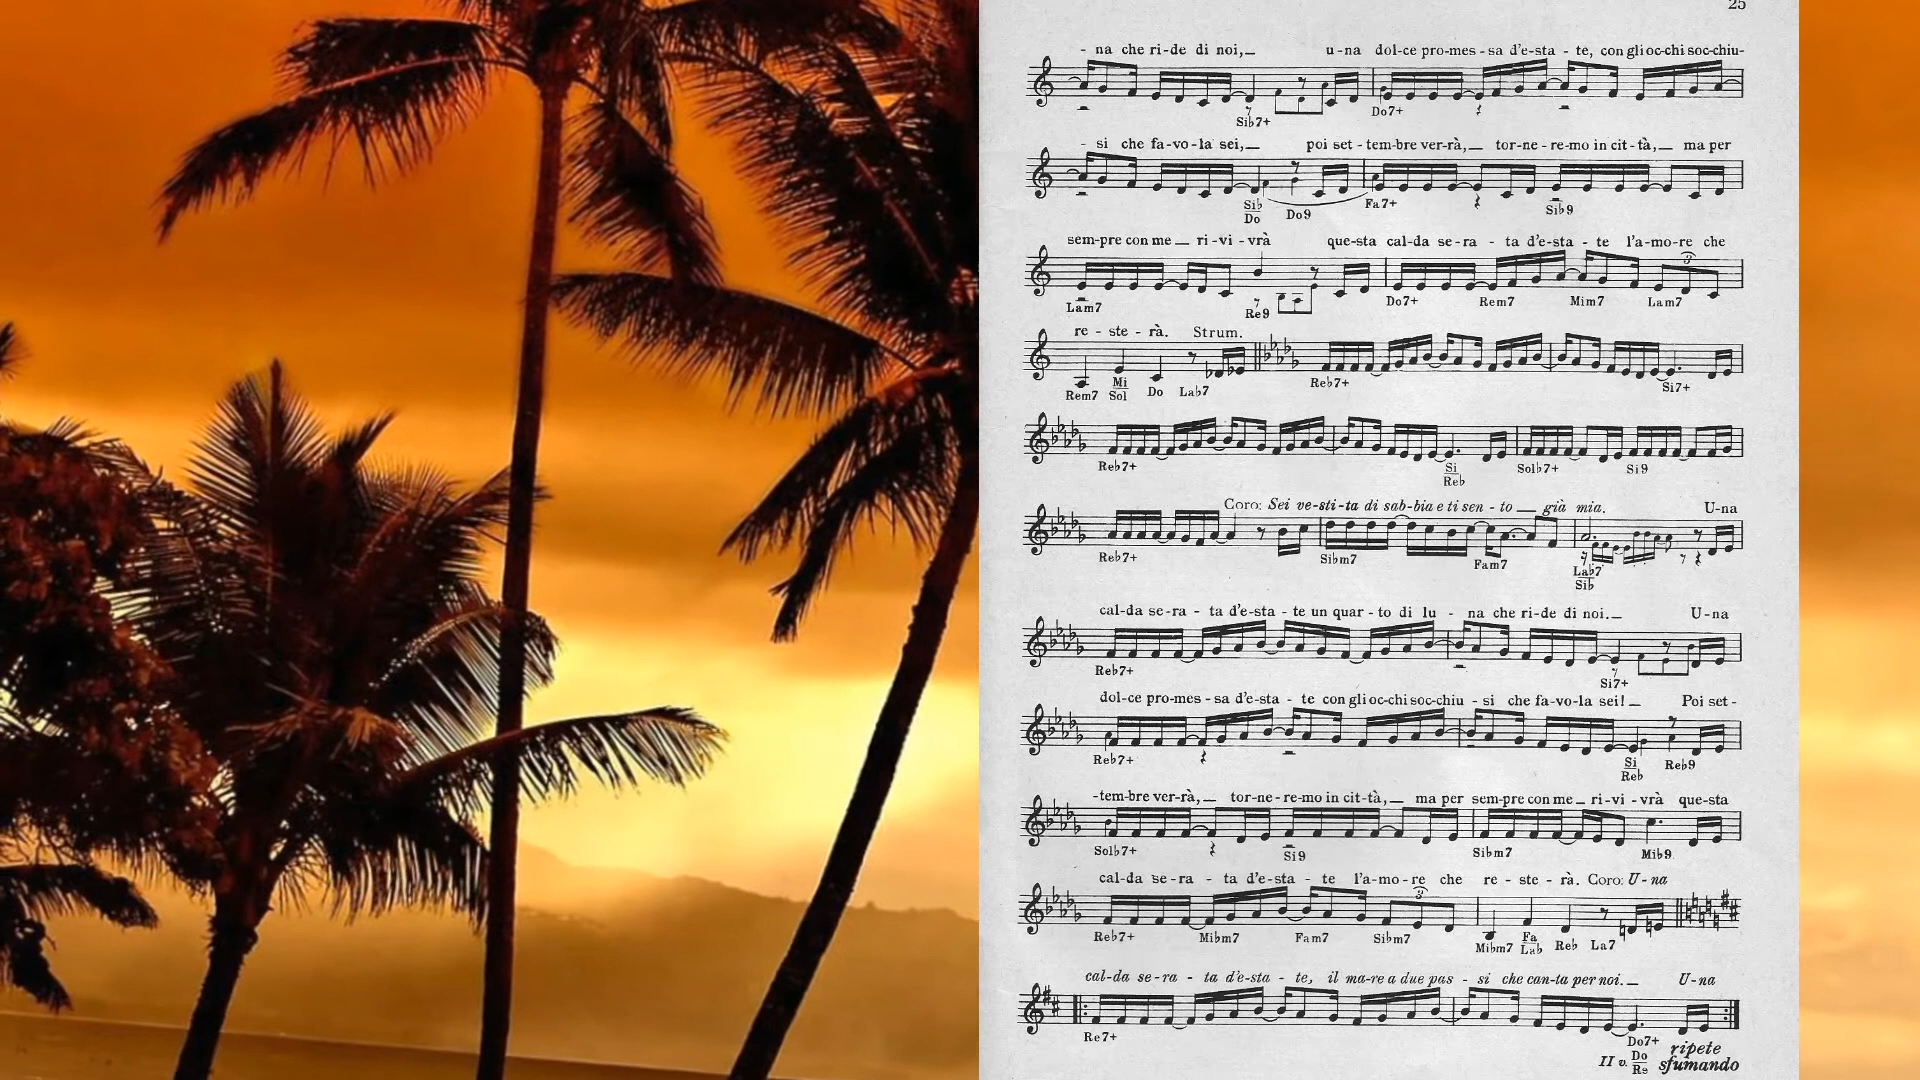 25
- na che ri-de di noi,_ u-na dol-ce pro-mes-sa d'e-sta - te, con gli oc-chi soc-chiu-
Sib7+ Do7+
- si che fa-vo-la sei,_ poi set-tem-bre ver-rà,_ tor-ne-re-mo in cit-tà,_ ma per
Sib/Do Do9 Fa7+ Sib9
sem-pre con me _ ri-vi-vrà que-sta cal-da se-ra - ta d'e-sta - te l'a-mo-re che
3
Lam7 Re9 Do7+ Rem7 Mim7 Lam7
re - ste - rà. Strum.
Rem7 Mi/Sol Do Lab7 Reb7+ Si7+
Reb7+ Si/Reb Solb7+ Si9
Coro: Sei ve-sti-ta di sab-bia e ti sen-to _ già mia. U-na
Reb7+ Sibm7 Fam7 Lab7/Sib
cal-da se-ra - ta d'e-sta - te un quar-to di lu - na che ri-de di noi._ U-na
Reb7+ Si7+
dol-ce pro-mes-sa d'e-sta - te con gli oc-chi soc-chiu - si che fa-vo-la sei!_ Poi set-
Reb7+ Si/Reb Reb9
-tem-bre ver-rà,_ tor-ne-re-mo in cit-tà,_ ma per sem-pre con me_ ri-vi-vrà que-sta
Solb7+ Si9 Sibm7 Mib9
cal-da se-ra - ta d'e-sta - te l'a-mo-re che re - ste - rà. Coro: U-na
3
Reb7+ Mibm7 Fam7 Sibm7 Mibm7 Fa/Lab Reb La7
cal-da se-ra - ta d'e-sta - te, il ma-re a due pas - si che can-ta per noi._ U-na
Re7+ Do7+ ripete
II v. Do/Re sfumando